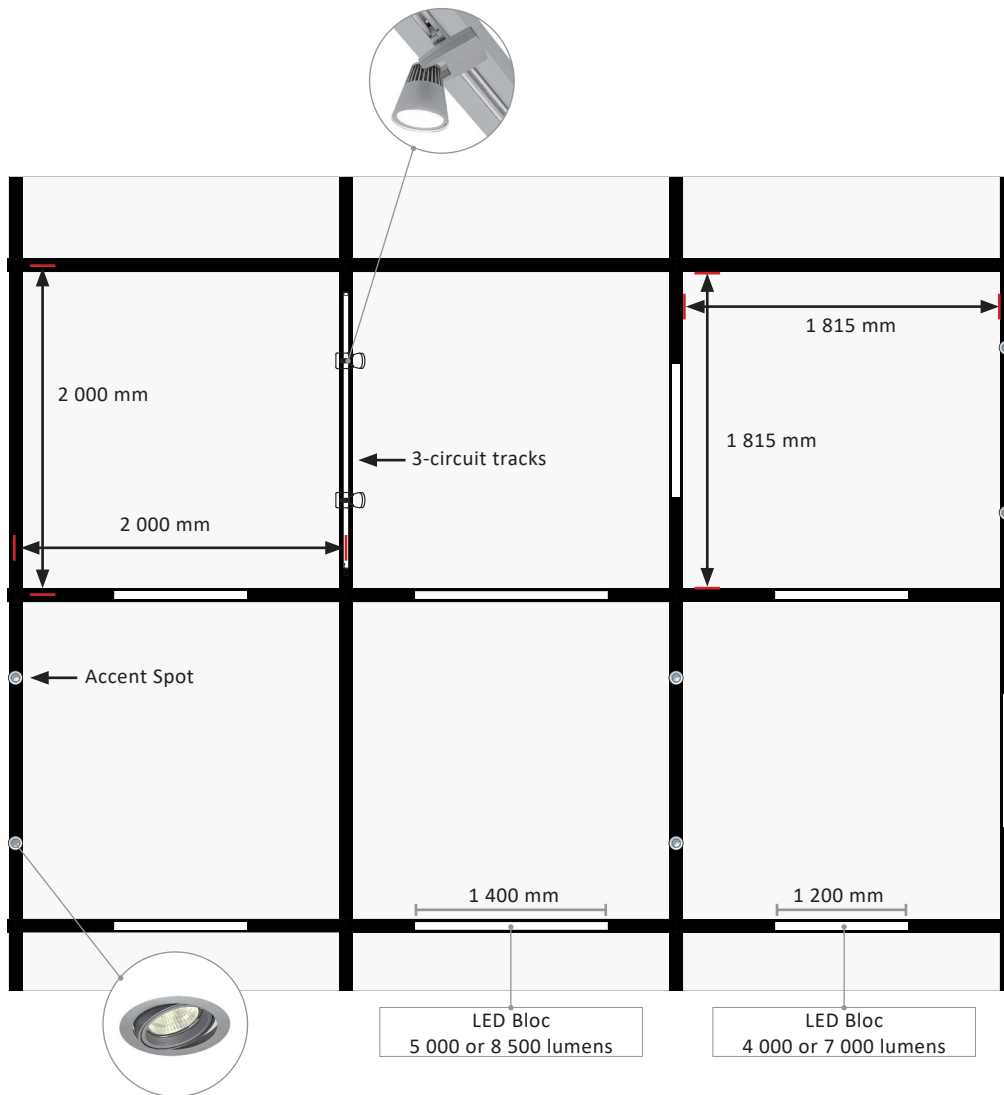 1 815 mm
2 000 mm
1 815 mm
3-circuit tracks
2 000 mm
Accent Spot
1 400 mm
1 200 mm
LED Bloc
5 000 or 8 500 lumens
LED Bloc
4 000 or 7 000 lumens